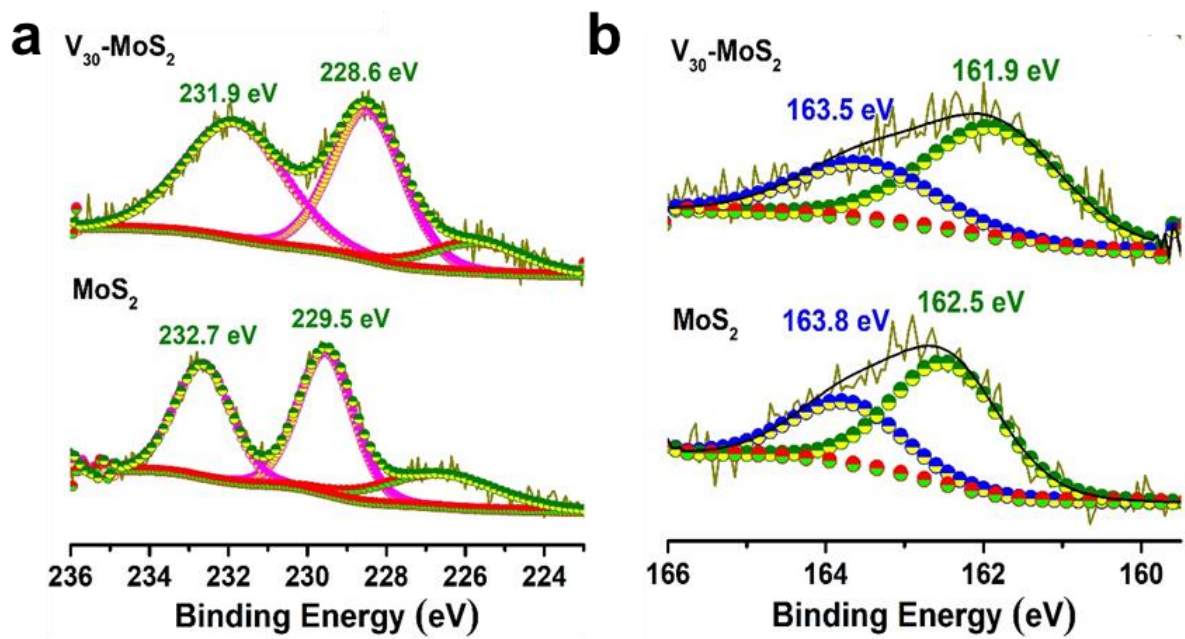 a
V₃₀-MoS₂
231.9 eV
228.6 eV
MoS₂
232.7 eV
229.5 eV
236 234 232 230 228 226 224
Binding Energy (eV)
b
V₃₀-MoS₂
163.5 eV
161.9 eV
MoS₂
163.8 eV
162.5 eV
166 164 162 160
Binding Energy (eV)